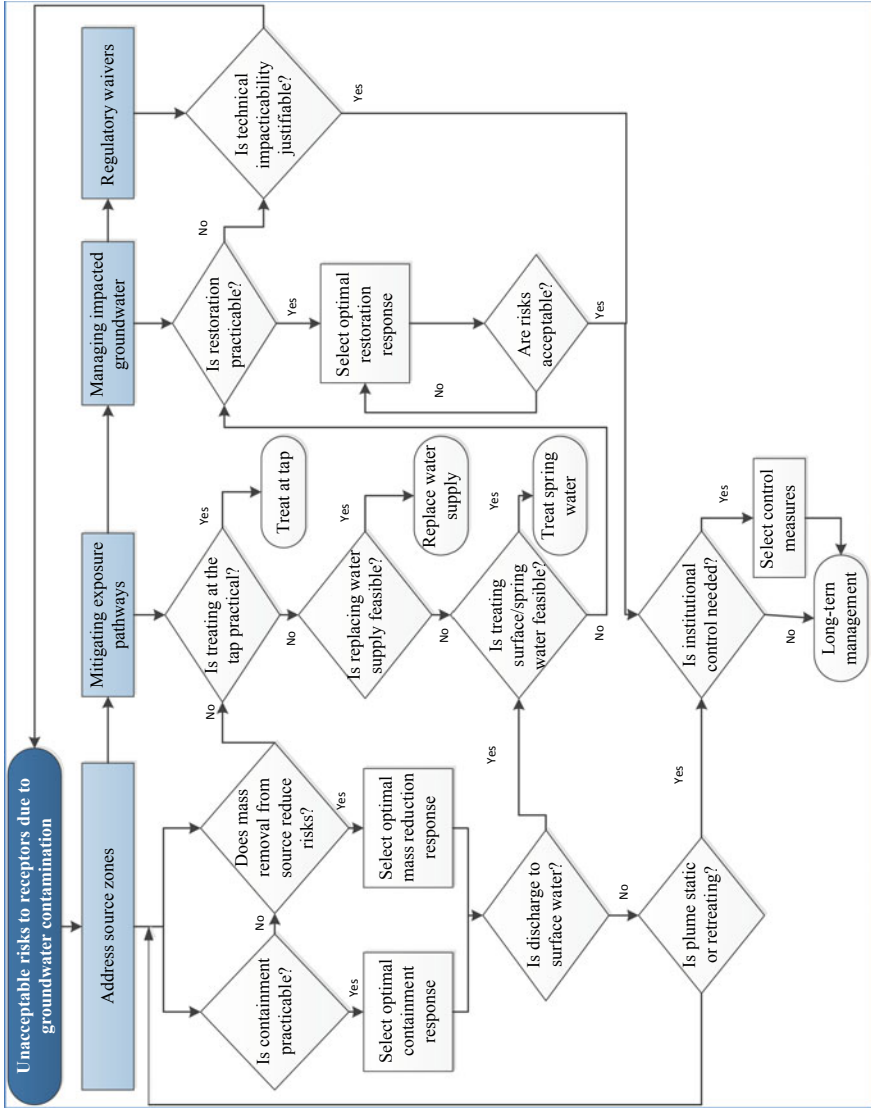 Unacceptable risks to receptors due to
groundwater contamination
Address source zones
Mitigating exposure
pathways
Managing impacted
groundwater
Regulatory waivers
Is containment
practicable?
No
Yes
Does mass
removal from
source reduce
risks?
No
Yes
Select optimal
containment
response
Select optimal
mass reduction
response
Is discharge to
surface water?
Yes
No
Is plume static
or retreating?
Yes
Is treating at the
tap practical?
Yes
No
Treat at tap
Is replacing water
supply feasible?
Yes
No
Replace water
supply
Is treating
surface/spring
water feasible?
Yes
No
Treat spring
water
Is restoration
practicable?
No
Yes
Select optimal
restoration
response
Are risks
acceptable?
No
Yes
Is technical
impacticability
justifiable?
Yes
Is institutional
control needed?
Yes
No
Select control
measures
Long-term
management